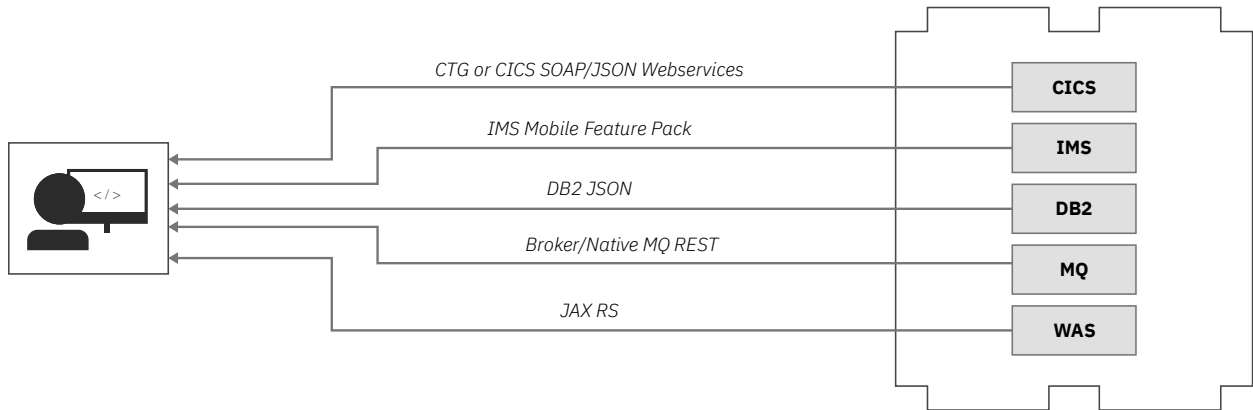 CTG or CICS SOAP/JSON Webservices
CICS
IMS Mobile Feature Pack
IMS
</>
DB2 JSON
DB2
Broker/Native MQ REST
MQ
JAX RS
WAS